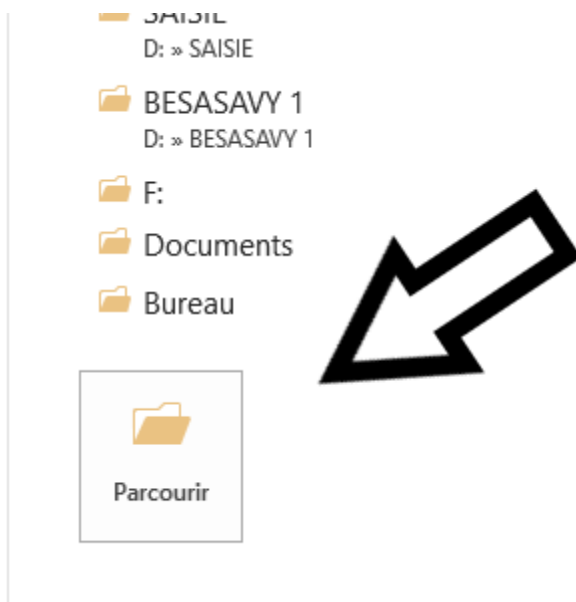 SAISIE
D: » SAISIE
BESASAVY 1
D: » BESASAVY 1
F:
Documents
Bureau
Parcourir